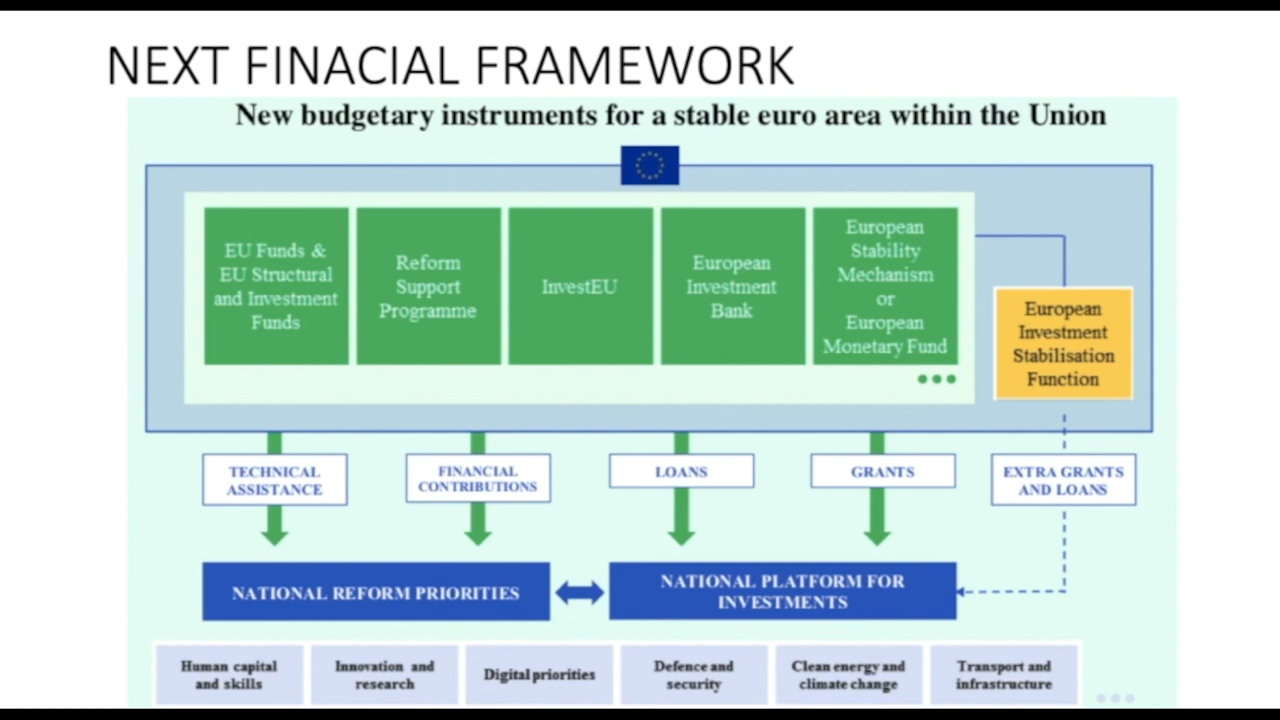 NEXT FINACIAL FRAMEWORK
New budgetary instruments for a stable euro area within the Union
EU Funds &
EU Structural
and Investment
Funds
Reform
Support
Programme
InvestEU
European
Investment
Bank
European
Stability
Mechanism
or
European
Monetary Fund
European
Investment
Stabilisation
Function
TECHNICAL
ASSISTANCE
FINANCIAL
CONTRIBUTIONS
LOANS
GRANTS
EXTRA GRANTS
AND LOANS
NATIONAL REFORM PRIORITIES
NATIONAL PLATFORM FOR
INVESTMENTS
Human capital
and skills
Innovation and
research
Digital priorities
Defence and
security
Clean energy and
climate change
Transport and
infrastructure